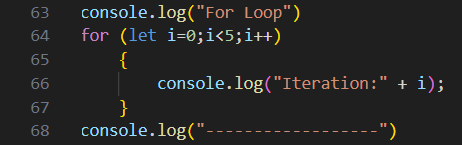 63 console.log("For Loop")
64 for (let i=0;i<5;i++)
65 {
66 console.log("Iteration:" + i);
67 }
68 console.log("------------------")